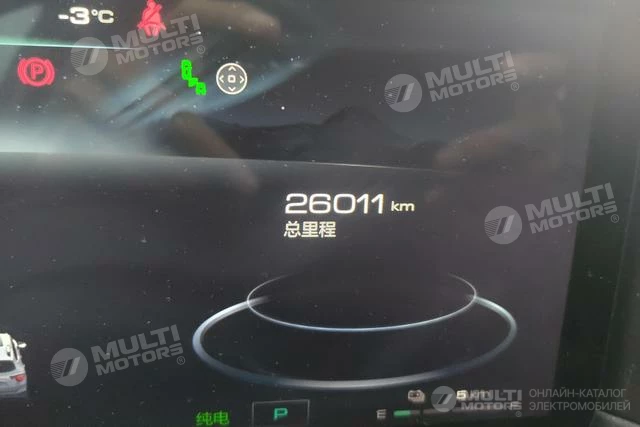 -3°C
MULTI
MOTORS
P
MULTI
MOTORS
26011 km
总里程
MULTI
MOTORS
MULTI
MOTORS
纯电
P
E
MULTI
MOTORS
ОНЛАЙН-КАТАЛОГ
ЭЛЕКТРОМОБИЛЕЙ